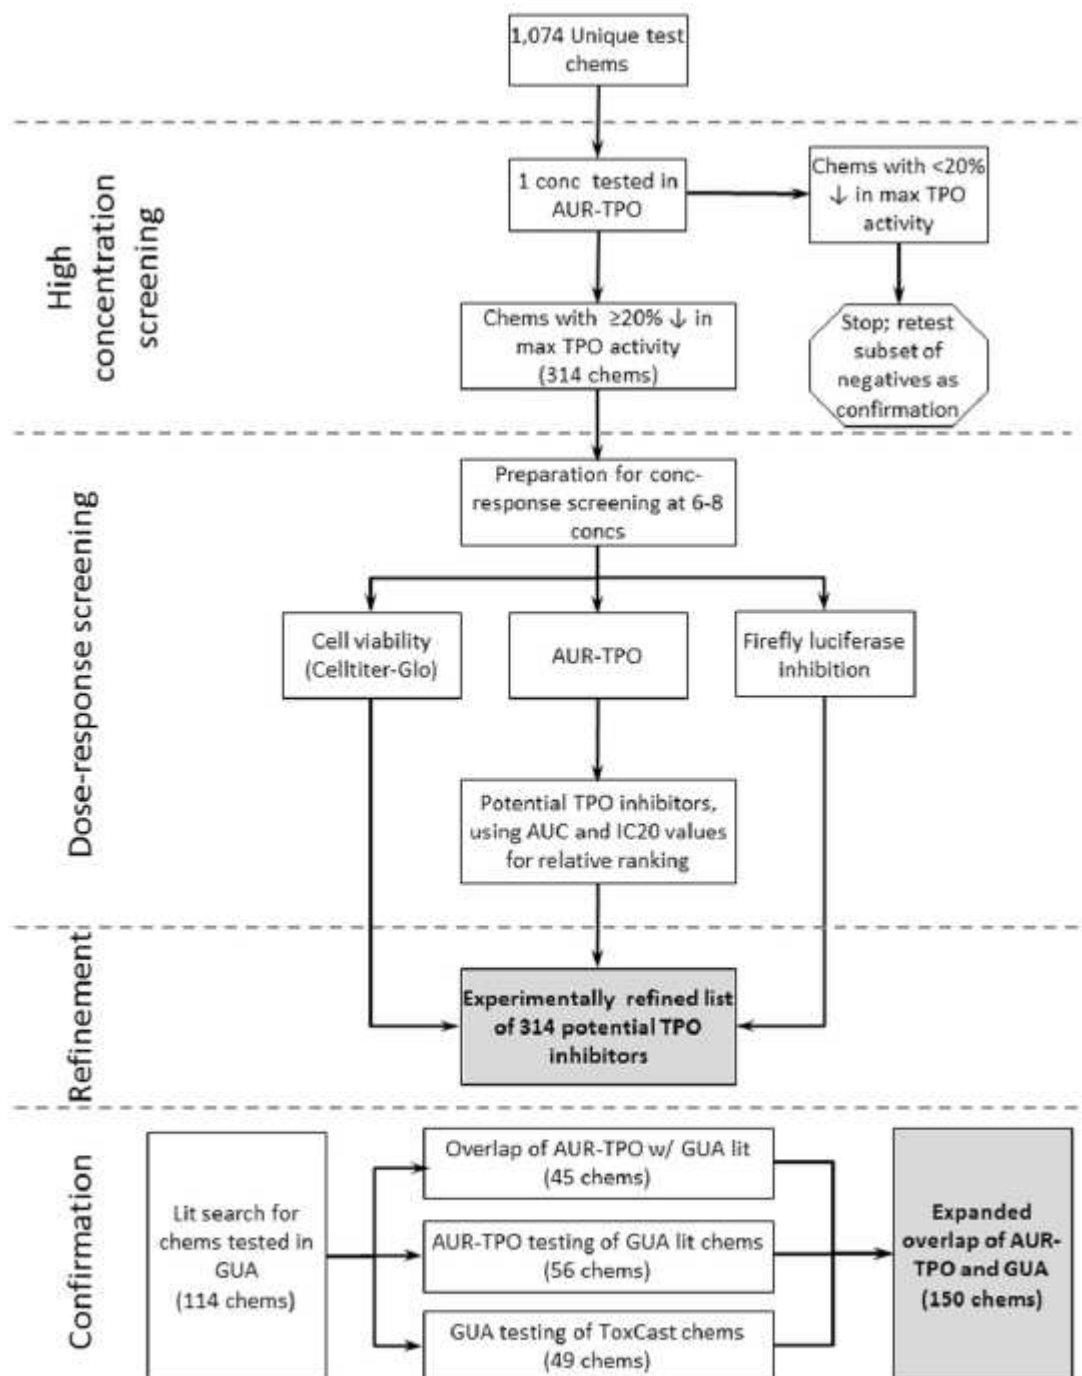 1,074 Unique test
chems
High
concentration
screening
1 conc tested in
AUR-TPO
Chems with <20%
↓ in max TPO
activity
Chems with ≥20% ↓ in
max TPO activity
(314 chems)
Stop; retest
subset of
negatives as
confirmation
Dose-response screening
Preparation for conc-
response screening at 6-8
concs
Cell viability
(Celltiter-Glo)
AUR-TPO
Firefly luciferase
inhibition
Potential TPO inhibitors,
using AUC and IC20 values
for relative ranking
Refinement
Experimentally refined list
of 314 potential TPO
inhibitors
Confirmation
Lit search for
chems tested in
GUA
(114 chems)
Overlap of AUR-TPO w/ GUA lit
(45 chems)
AUR-TPO testing of GUA lit chems
(56 chems)
GUA testing of ToxCast chems
(49 chems)
Expanded
overlap of AUR-
TPO and GUA
(150 chems)